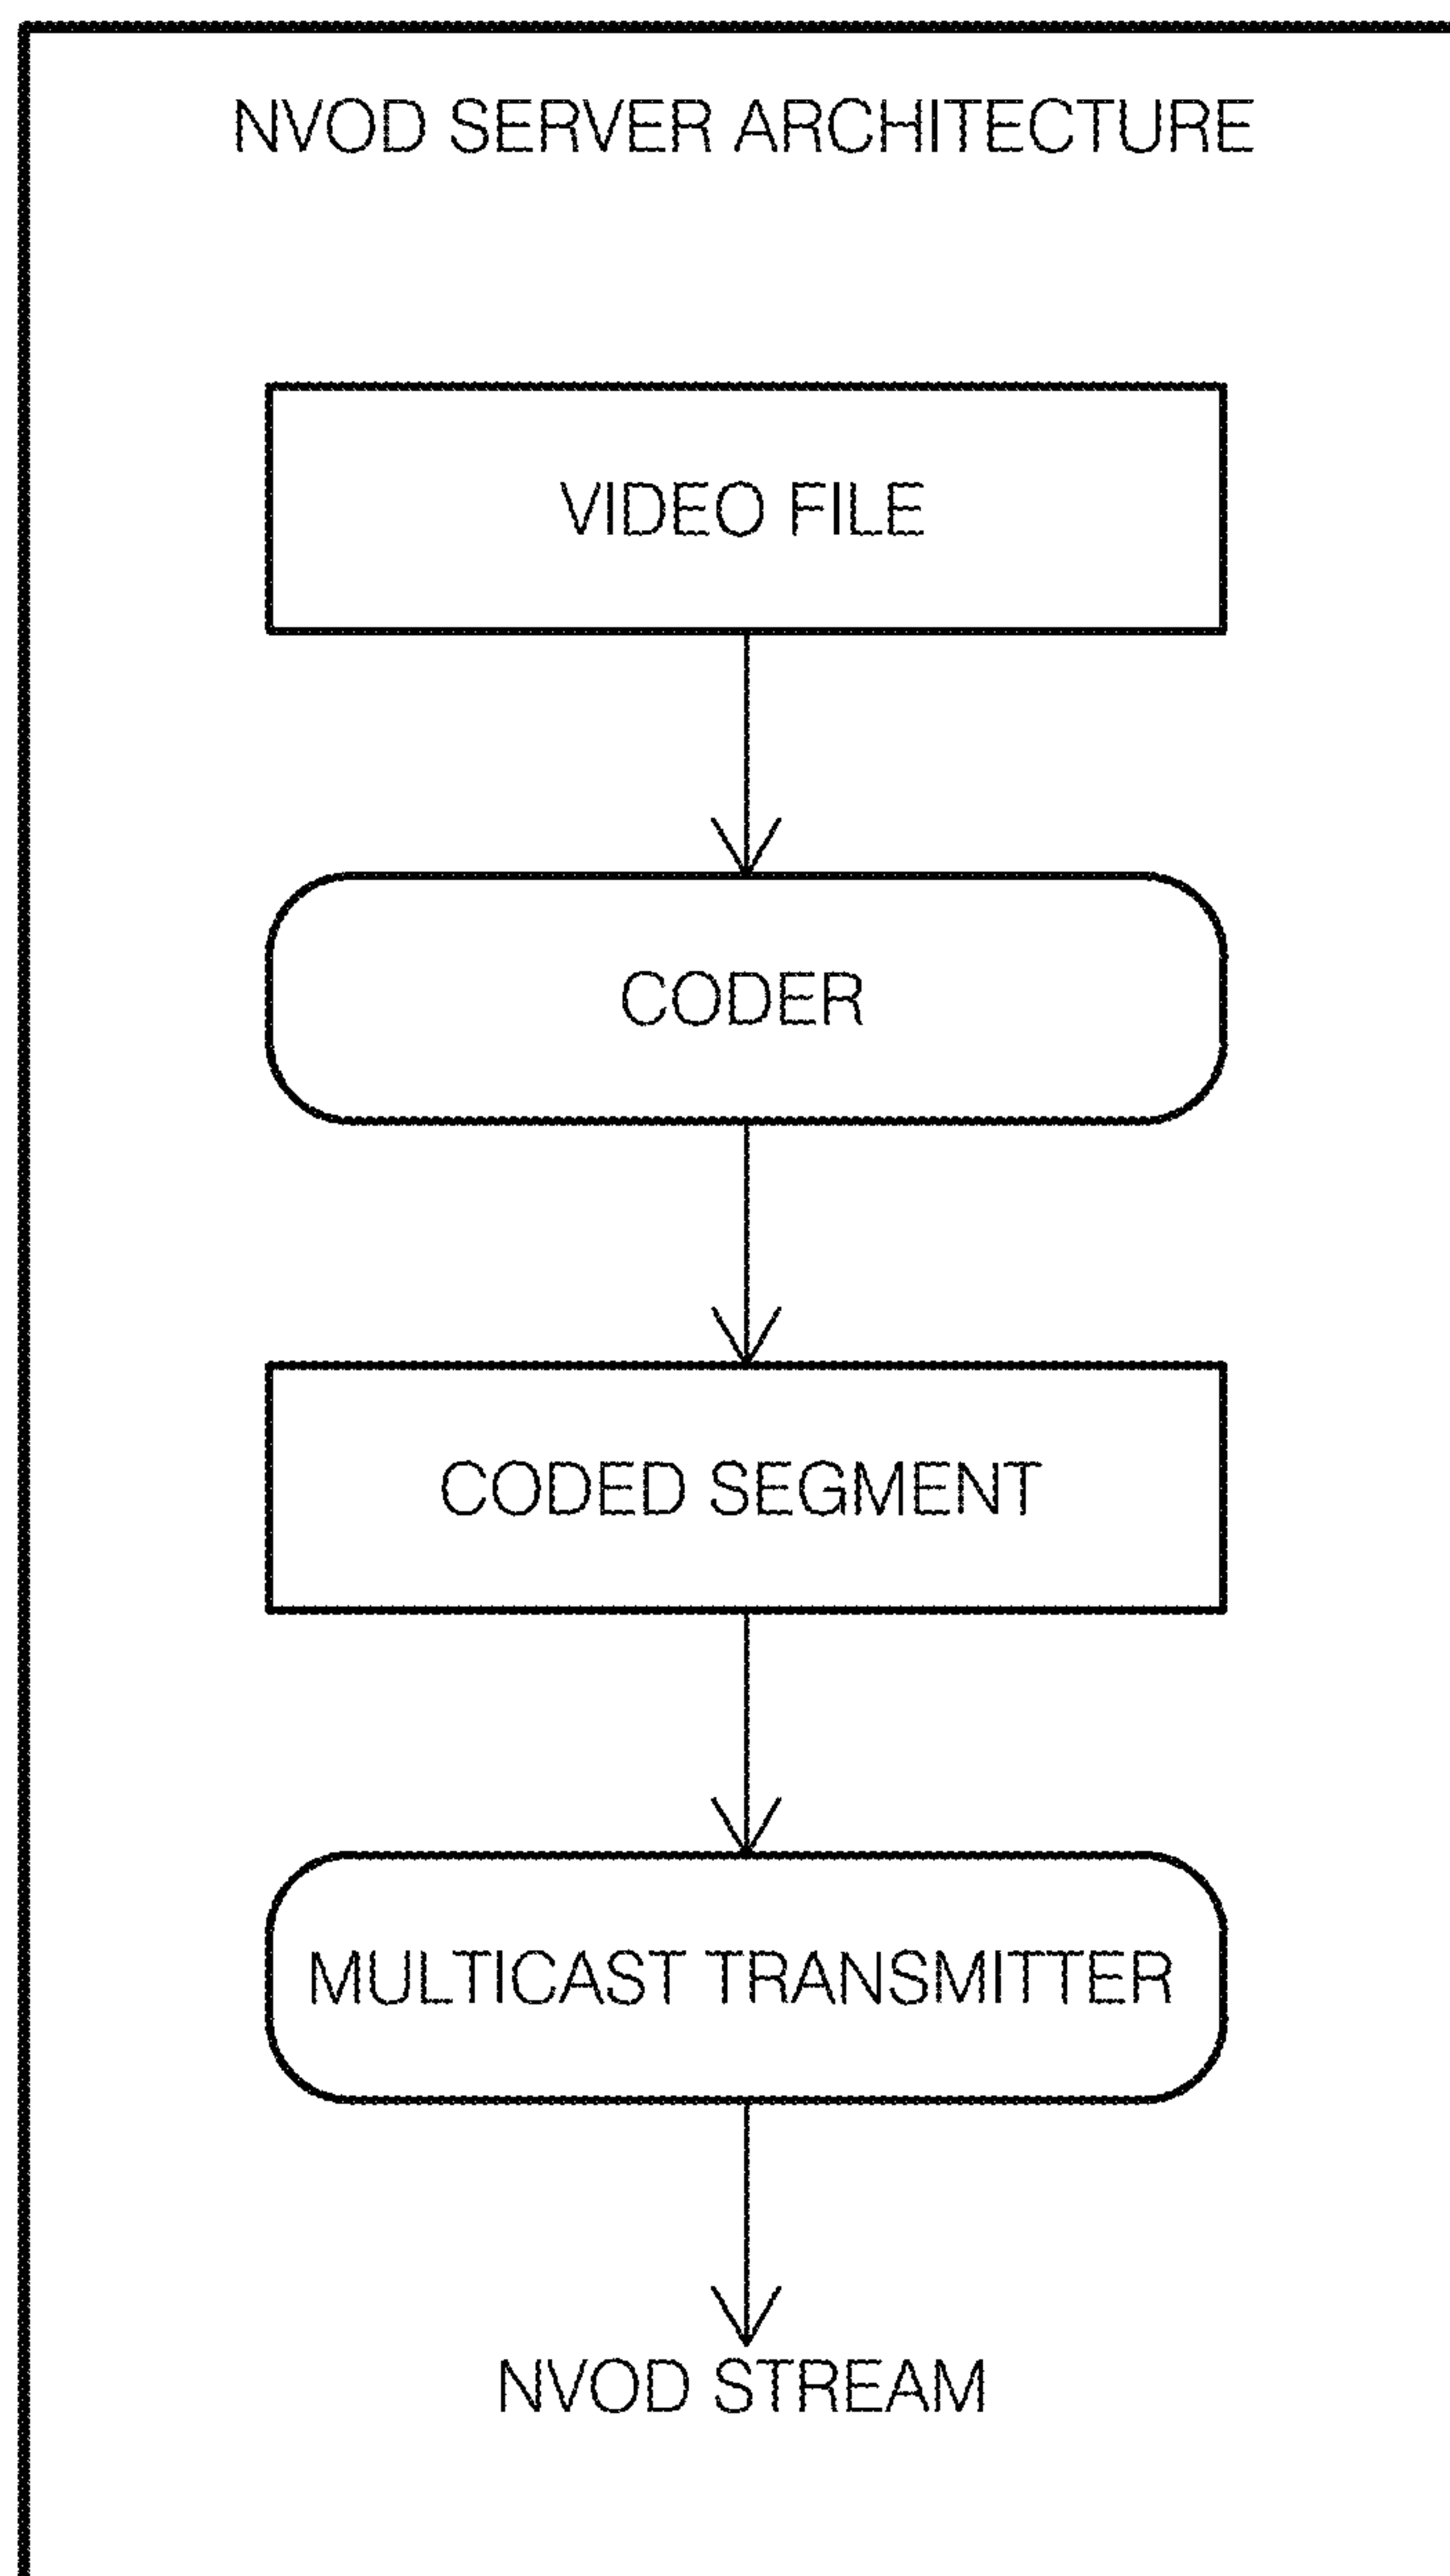 NVOD SERVER ARCHITECTURE
VIDEO FILE
CODER
CODED SEGMENT
MULTICAST TRANSMITTER
NVOD STREAM